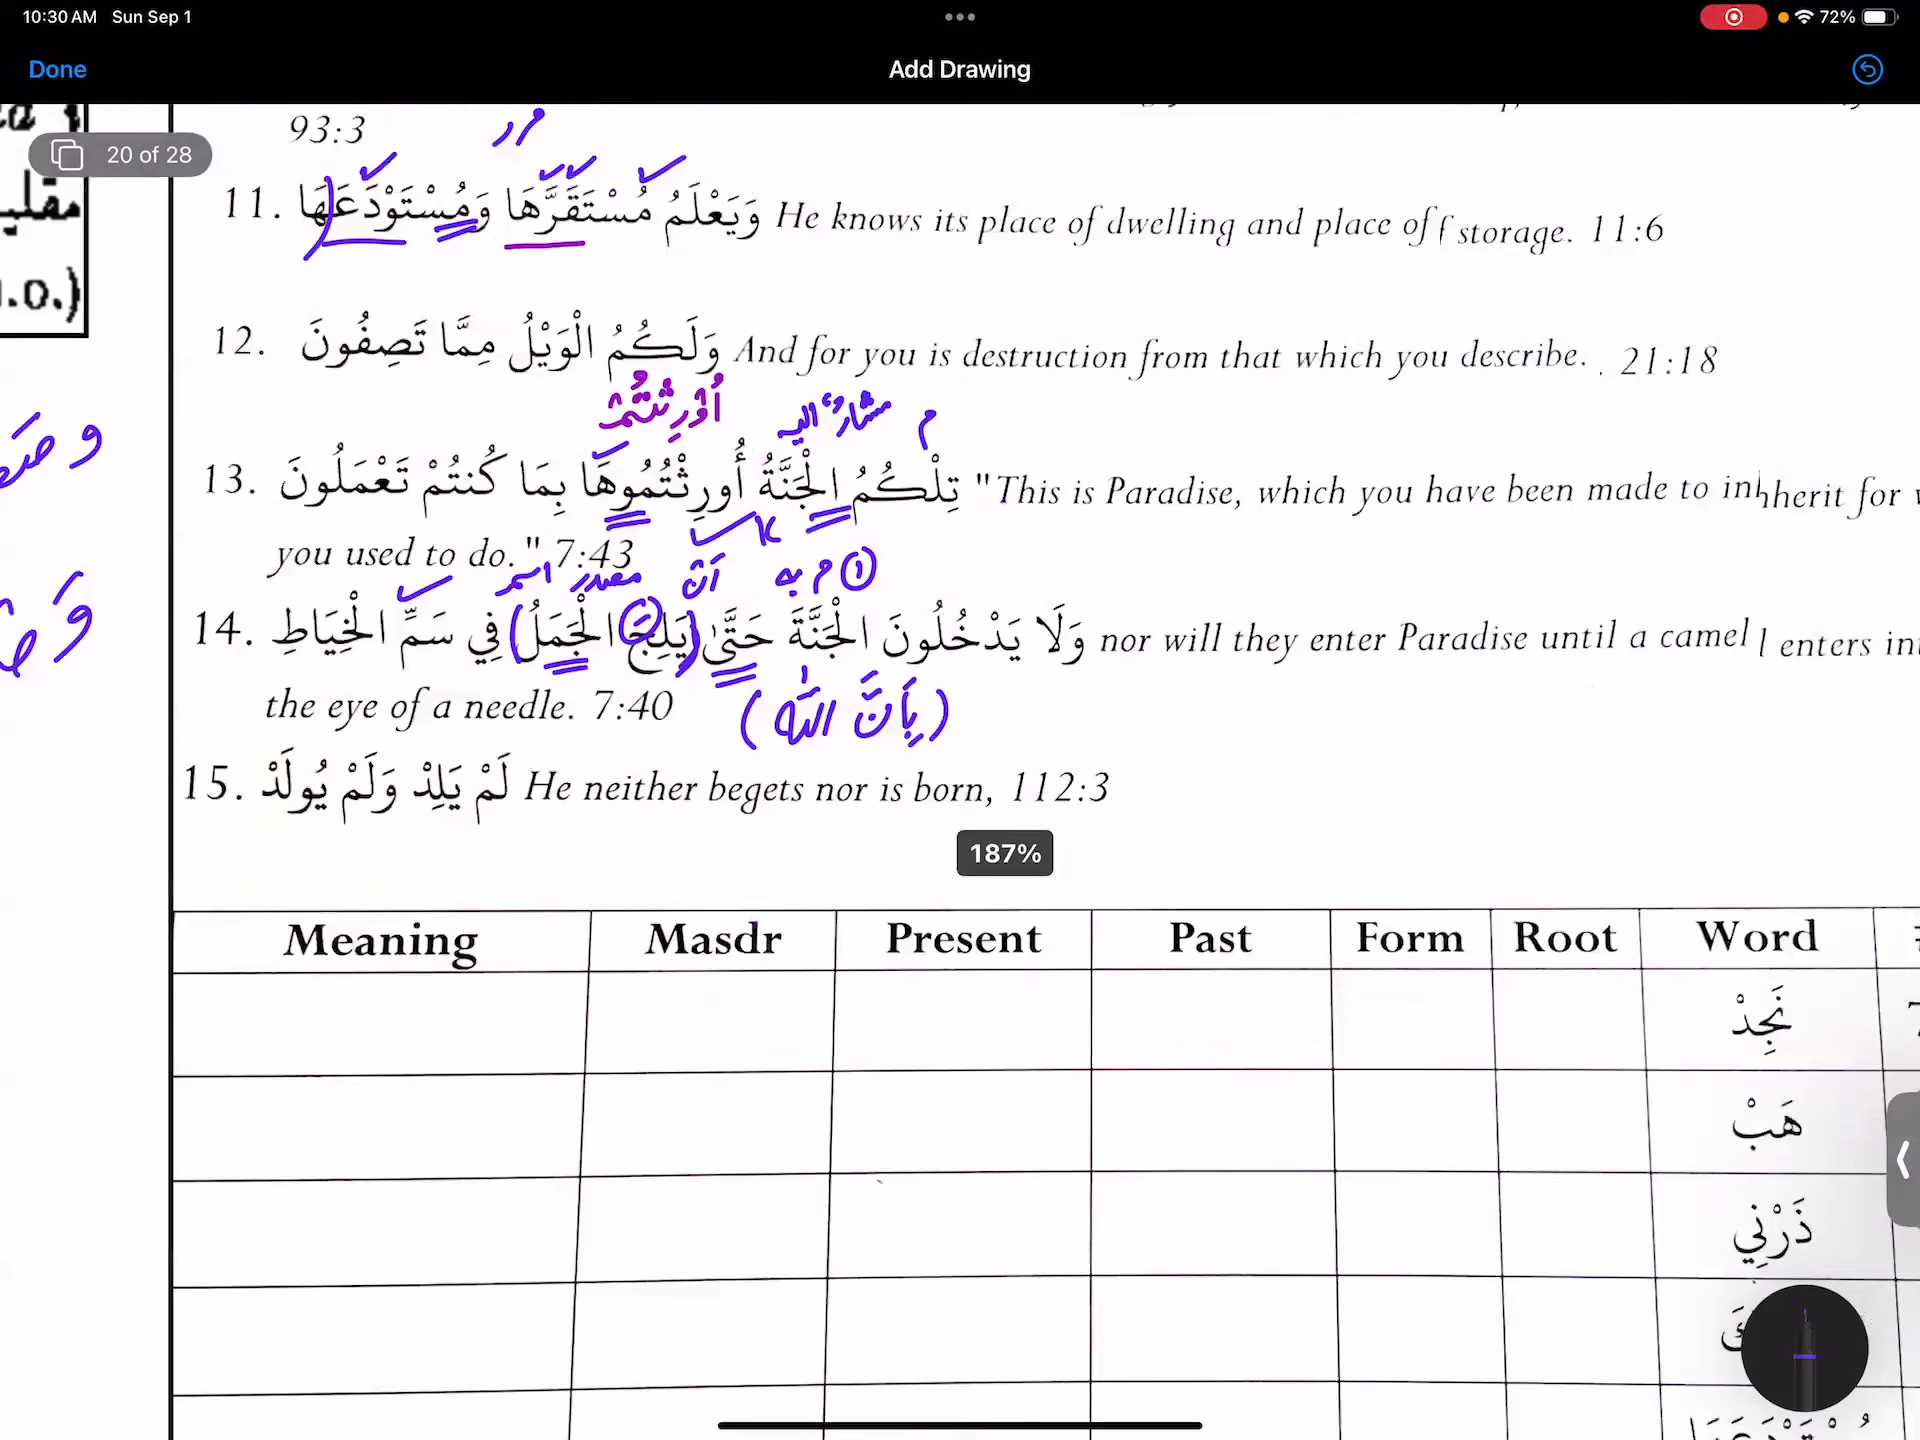 10:30 AM Sun Sep 1
72%
Done
Add Drawing
20 of 28
93:3
11. وَيَعْلَمُ مُسْتَقَرَّهَا وَمُسْتَوْدَعَهَا He knows its place of dwelling and place of storage. 11:6
12. وَلَكُمُ الْوَيْلُ مِمَّا تَصِفُونَ And for you is destruction from that which you describe. 21:18
مشارٌ اليه م
13. تِلْكُمُ الْجَنَّةُ أُورِثْتُمُوهَا بِمَا كُنتُمْ تَعْمَلُونَ "This is Paradise, which you have been made to inherit for
you used to do." 7:43
① م به أن مصدر اسم
14. وَلَا يَدْخُلُونَ الْجَنَّةَ حَتَّىٰ يَلِجَ الْجَمَلُ فِي سَمِّ الْخِيَاطِ nor will they enter Paradise until a camel enters
the eye of a needle. 7:40
(بِأَنَّ اللّٰه)
15. لَمْ يَلِدْ وَلَمْ يُولَدْ He neither begets nor is born, 112:3
187%
Meaning Masdr Present Past Form Root Word
نَجِدْ
هَبْ
ذَرْنِي